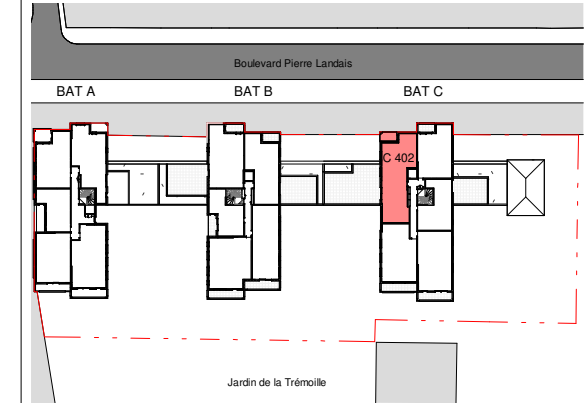 Boulevard Pierre Landais
BAT A
BAT B
BAT C
C 402
Jardin de la Trémoille